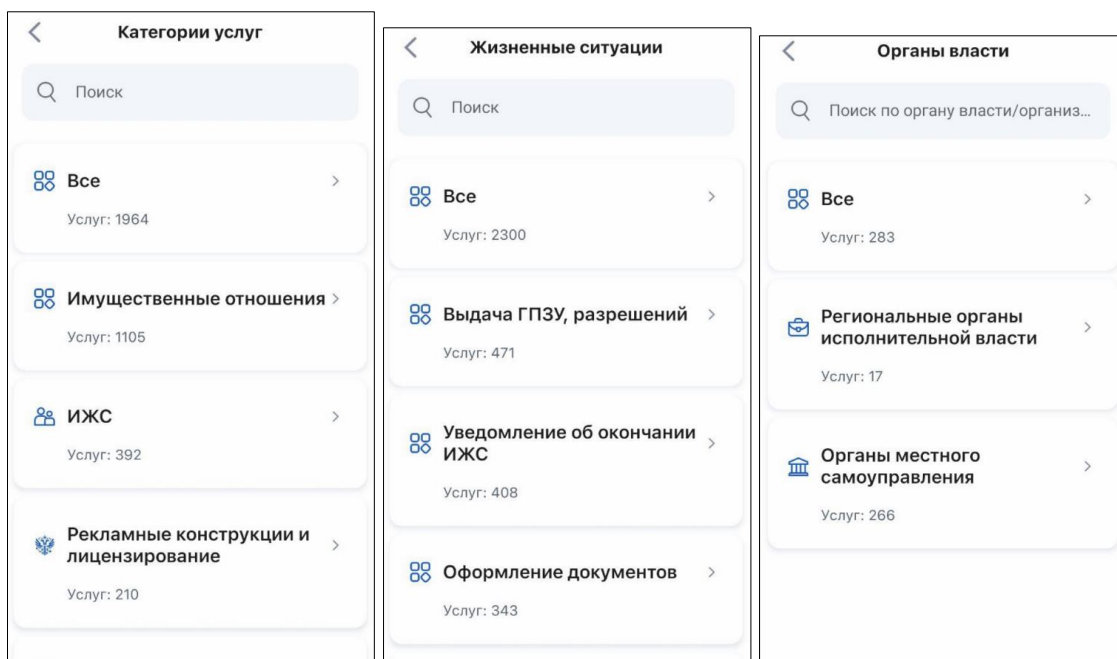 Категории услуг
Поиск
Все
Услуг: 1964
Имущественные отношения
Услуг: 1105
ИЖС
Услуг: 392
Рекламные конструкции и
лицензирование
Услуг: 210
Жизненные ситуации
Поиск
Все
Услуг: 2300
Выдача ГПЗУ, разрешений
Услуг: 471
Уведомление об окончании
ИЖС
Услуг: 408
Оформление документов
Услуг: 343
Органы власти
Поиск по органу власти/организ...
Все
Услуг: 283
Региональные органы
исполнительной власти
Услуг: 17
Органы местного
самоуправления
Услуг: 266